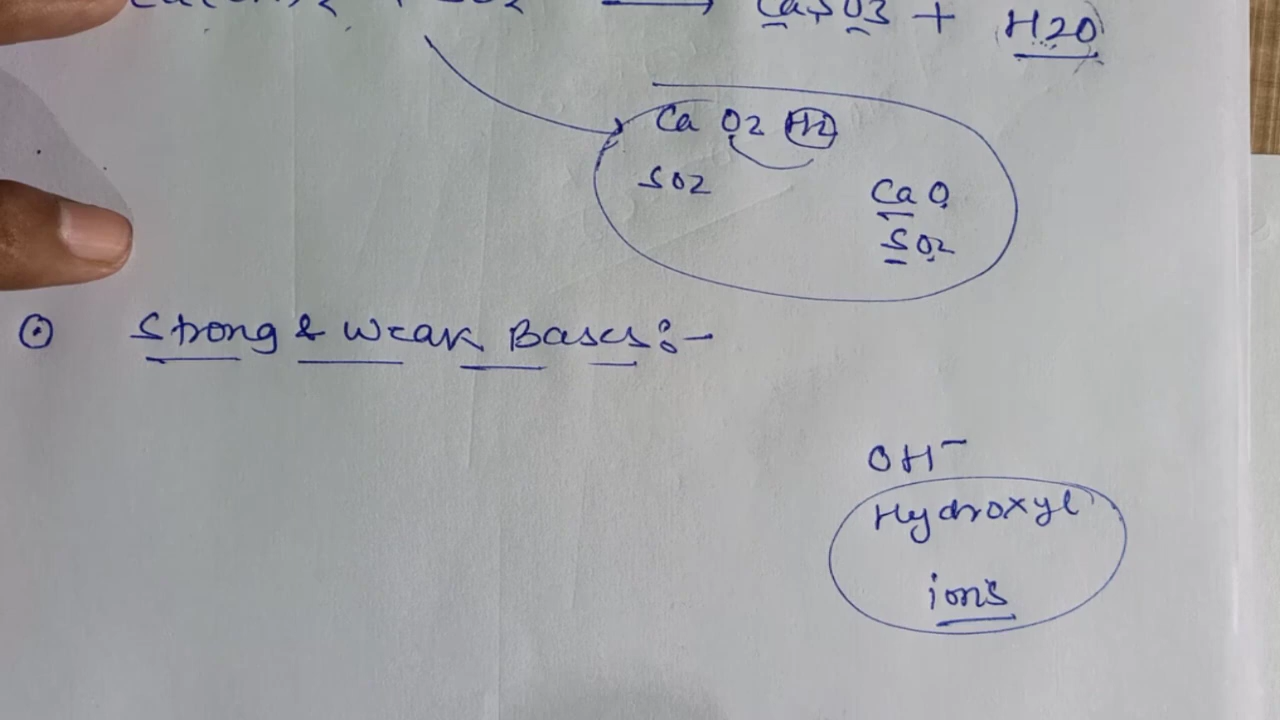 CaSO3 + H2O
Ca O2 H2
SO2
CaO
SO2
Strong & Weak Bases:-
OH⁻
Hydroxyl
ions